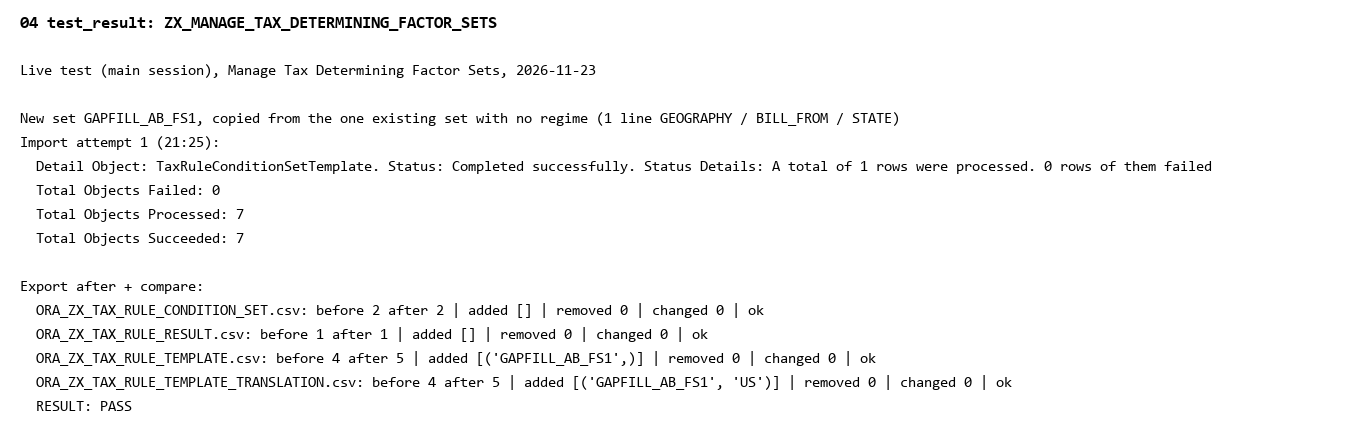 04 test_result: ZX_MANAGE_TAX_DETERMINING_FACTOR_SETS
Live test (main session), Manage Tax Determining Factor Sets, 2026-11-23
New set GAPFILL_AB_FS1, copied from the one existing set with no regime (1 line GEOGRAPHY / BILL_FROM / STATE)
Import attempt 1 (21:25):
Detail Object: TaxRuleConditionSetTemplate. Status: Completed successfully. Status Details: A total of 1 rows were processed. 0 rows of them failed
Total Objects Failed: 0
Total Objects Processed: 7
Total Objects Succeeded: 7
Export after + compare:
ORA_ZX_TAX_RULE_CONDITION_SET.csv: before 2 after 2 | added [] | removed 0 | changed 0 | ok
ORA_ZX_TAX_RULE_RESULT.csv: before 1 after 1 | added [] | removed 0 | changed 0 | ok
ORA_ZX_TAX_RULE_TEMPLATE.csv: before 4 after 5 | added [('GAPFILL_AB_FS1',)] | removed 0 | changed 0 | ok
ORA_ZX_TAX_RULE_TEMPLATE_TRANSLATION.csv: before 4 after 5 | added [('GAPFILL_AB_FS1', 'US')] | removed 0 | changed 0 | ok
RESULT: PASS